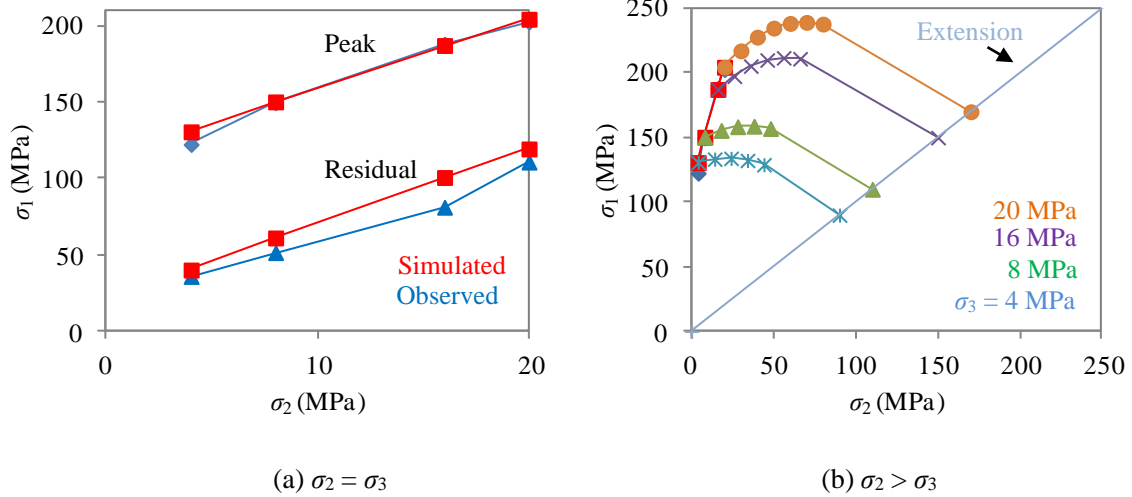 200
150
100
50
0
0
10
20
σ1 (MPa)
σ2 (MPa)
Peak
Residual
Simulated
Observed
(a) σ2 = σ3
250
200
150
100
50
0
0
50
100
150
200
250
σ1 (MPa)
σ2 (MPa)
Extension
20 MPa
16 MPa
8 MPa
σ3 = 4 MPa
(b) σ2 > σ3